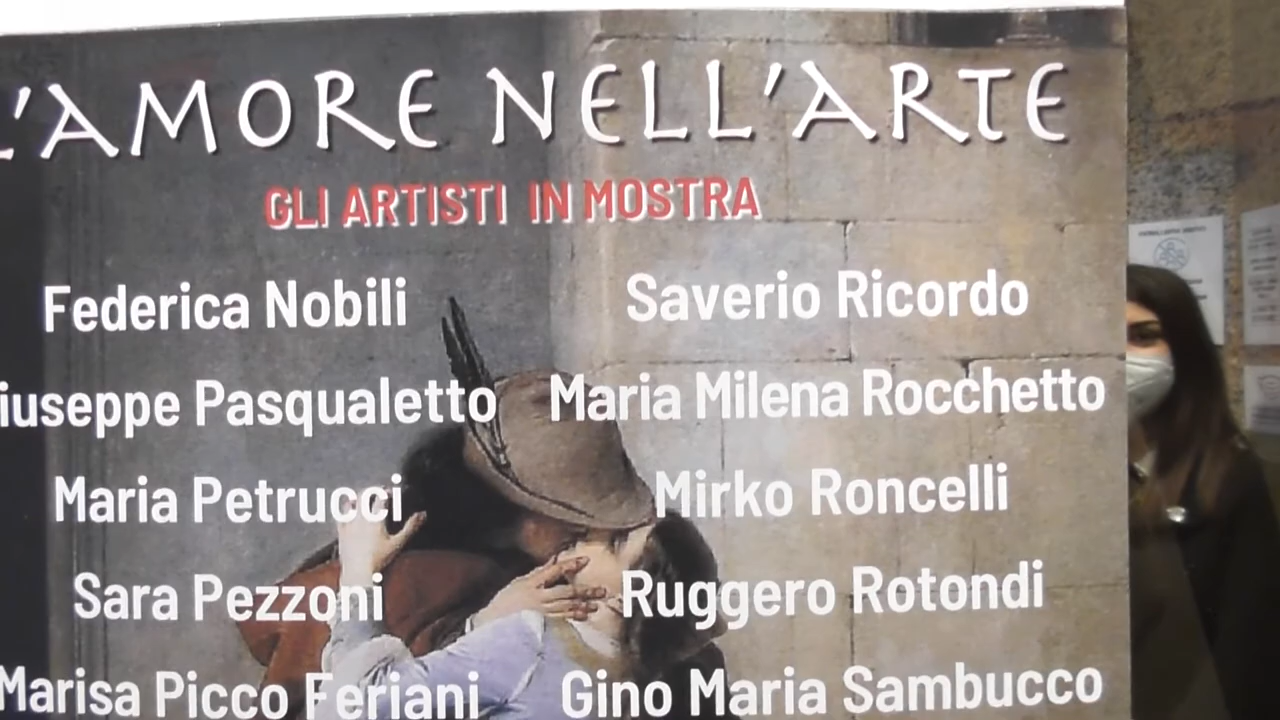 L'AMORE NELL'ARTE
GLI ARTISTI IN MOSTRA
Federica Nobili
Saverio Ricordo
iuseppe Pasqualetto
Maria Milena Rocchetto
Maria Petrucci
Mirko Roncelli
Sara Pezzoni
Ruggero Rotondi
Marisa Picco Feriani
Gino Maria Sambucco